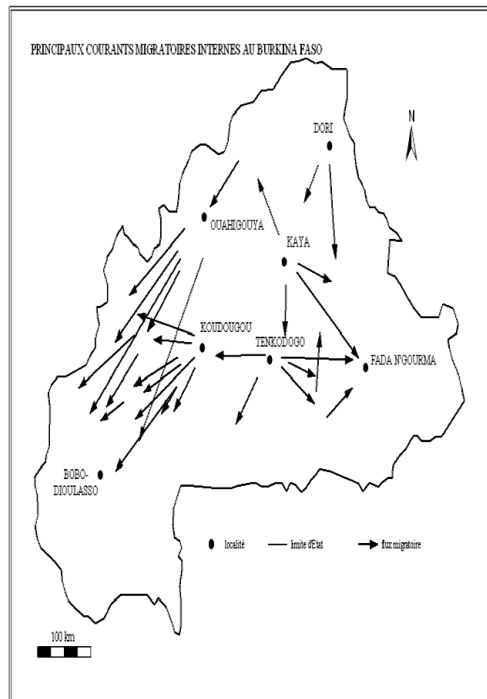 PRINCIPAUX COURANTS MIGRATOIRES INTERNES AU BURKINA FASO
N
DORI
OUAHIGOUYA
KAYA
KOUDOUGOU
TENKODOGO
FADA N'GOURMA
BOBO-
DIOULASSO
localité
limite d'Etat
flux migratoire
100 km